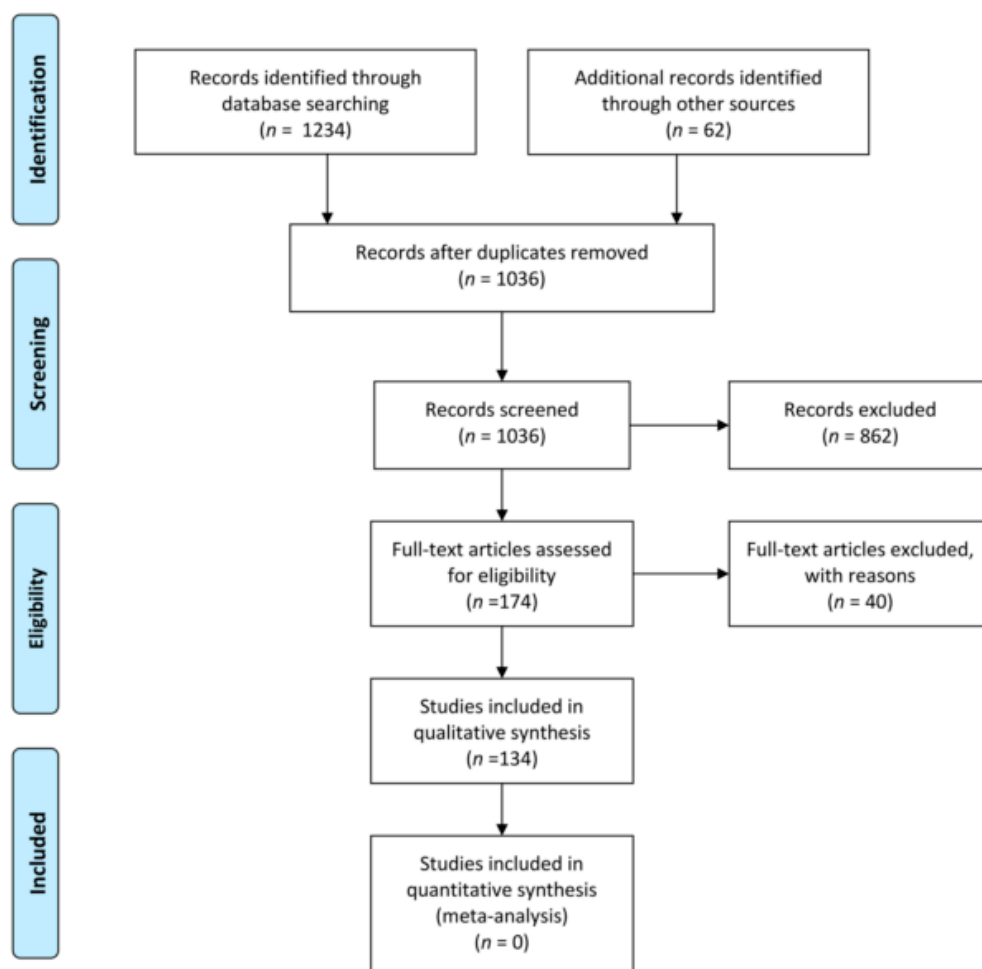 Identification
Records identified through
database searching
(n = 1234)
Additional records identified
through other sources
(n = 62)
Records after duplicates removed
(n = 1036)
Screening
Records screened
(n = 1036)
Records excluded
(n = 862)
Eligibility
Full-text articles assessed
for eligibility
(n =174)
Full-text articles excluded,
with reasons
(n = 40)
Studies included in
qualitative synthesis
(n =134)
Included
Studies included in
quantitative synthesis
(meta-analysis)
(n = 0)